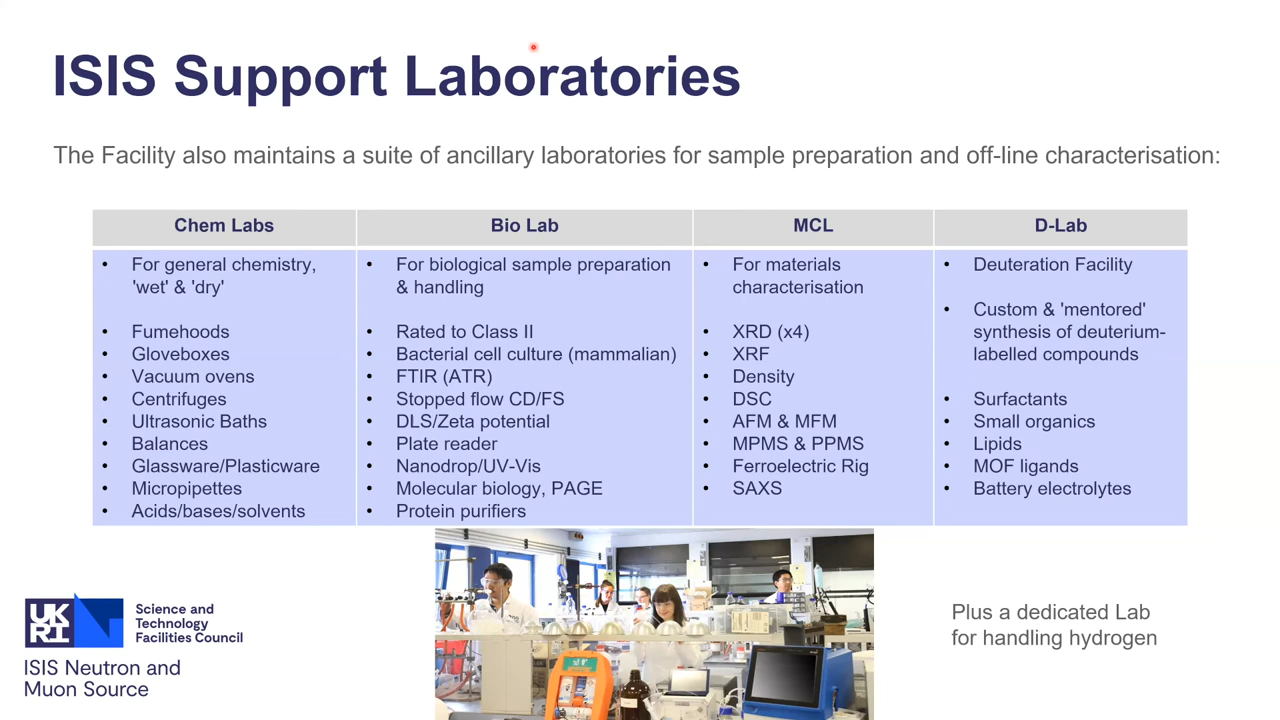 ISIS Support Laboratories
The Facility also maintains a suite of ancillary laboratories for sample preparation and off-line characterisation:
Chem Labs
• For general chemistry,
'wet' & 'dry'
• Fumehoods
• Gloveboxes
• Vacuum ovens
• Centrifuges
• Ultrasonic Baths
• Balances
• Glassware/Plasticware
• Micropipettes
• Acids/bases/solvents
Bio Lab
• For biological sample preparation
& handling
• Rated to Class II
• Bacterial cell culture (mammalian)
• FTIR (ATR)
• Stopped flow CD/FS
• DLS/Zeta potential
• Plate reader
• Nanodrop/UV-Vis
• Molecular biology, PAGE
• Protein purifiers
MCL
• For materials
characterisation
• XRD (x4)
• XRF
• Density
• DSC
• AFM & MFM
• MPMS & PPMS
• Ferroelectric Rig
• SAXS
D-Lab
• Deuteration Facility
• Custom & 'mentored'
synthesis of deuterium-
labelled compounds
• Surfactants
• Small organics
• Lipids
• MOF ligands
• Battery electrolytes
UK
RI
Science and
Technology
Facilities Council
ISIS Neutron and
Muon Source
Plus a dedicated Lab
for handling hydrogen